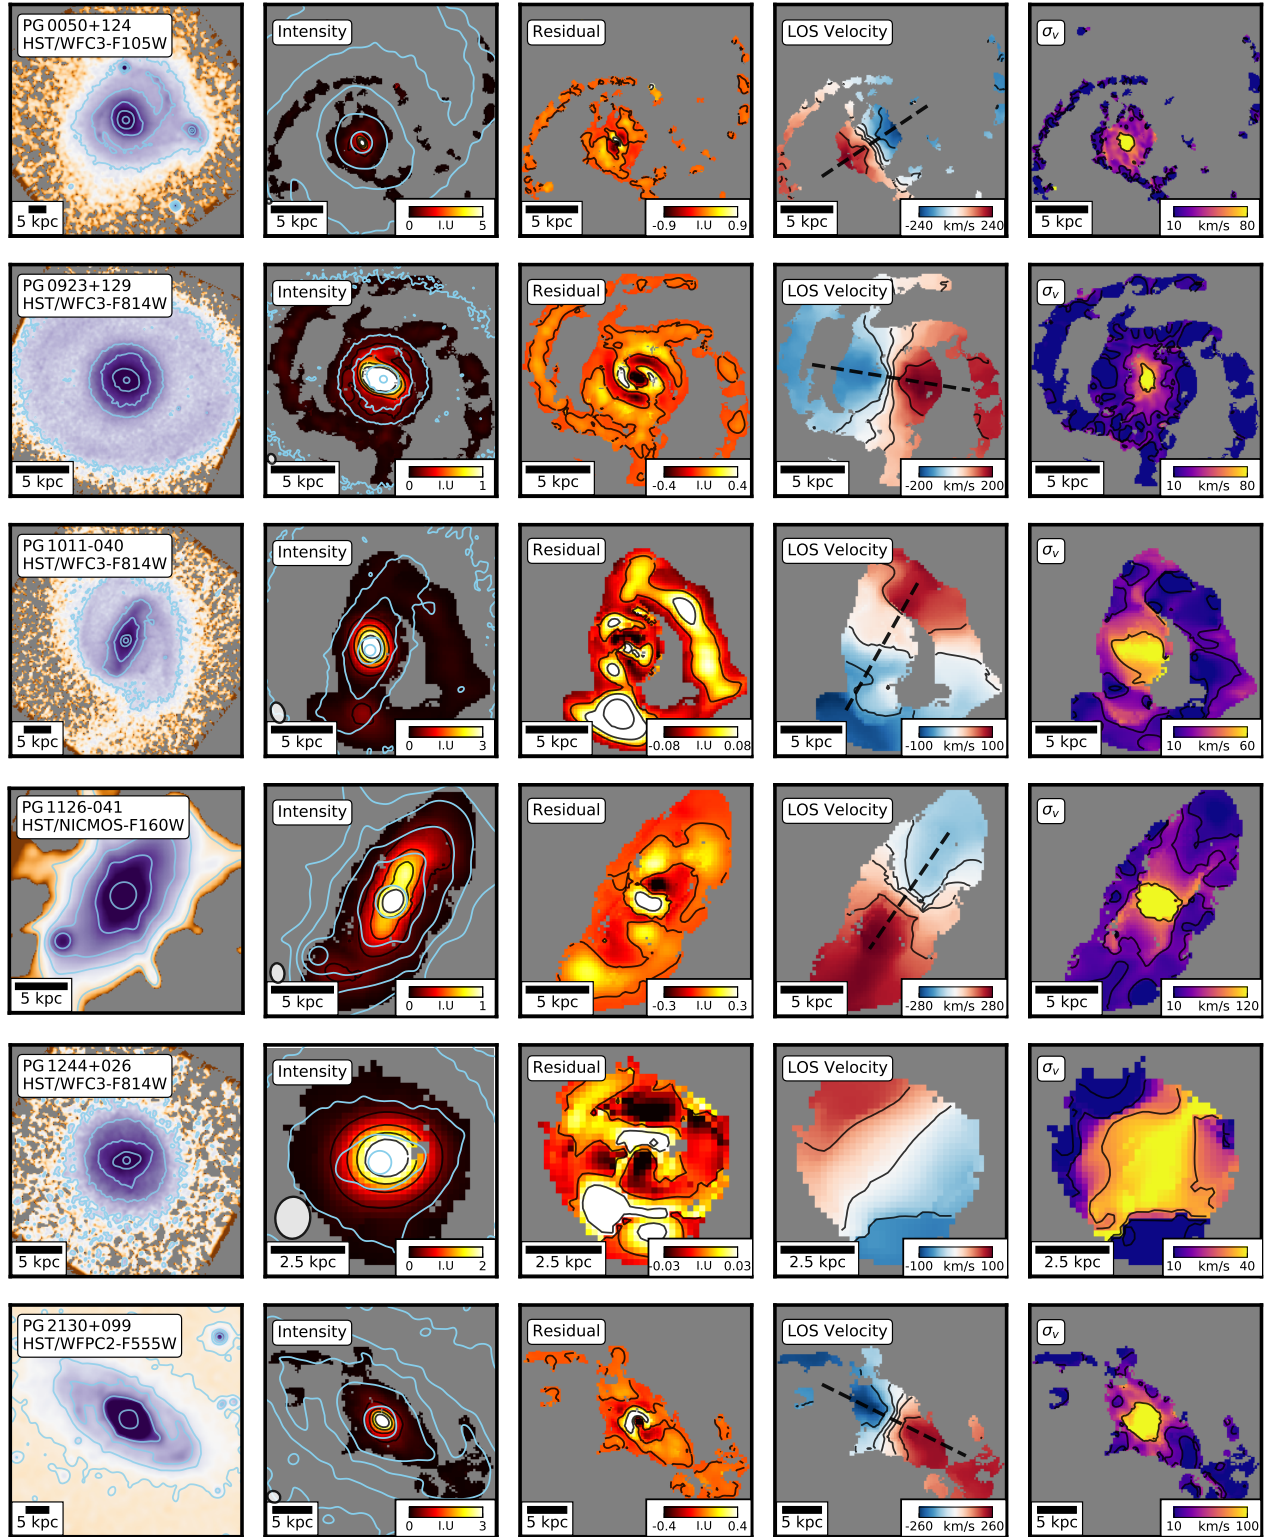 PG 0050+124
HST/WFC3-F105W
5 kpc
Intensity
5 kpc
0 I.U 5
Residual
5 kpc
-0.9 I.U 0.9
LOS Velocity
5 kpc
-240 km/s 240
σv
5 kpc
10 km/s 80
PG 0923+129
HST/WFC3-F814W
5 kpc
Intensity
5 kpc
0 I.U 1
Residual
5 kpc
-0.4 I.U 0.4
LOS Velocity
5 kpc
-200 km/s 200
σv
5 kpc
10 km/s 80
PG 1011-040
HST/WFC3-F814W
5 kpc
Intensity
5 kpc
0 I.U 3
Residual
5 kpc
-0.08 I.U 0.08
LOS Velocity
5 kpc
-100 km/s 100
σv
5 kpc
10 km/s 60
PG 1126-041
HST/NICMOS-F160W
5 kpc
Intensity
5 kpc
0 I.U 1
Residual
5 kpc
-0.3 I.U 0.3
LOS Velocity
5 kpc
-280 km/s 280
σv
5 kpc
10 km/s 120
PG 1244+026
HST/WFC3-F814W
5 kpc
Intensity
2.5 kpc
0 I.U 2
Residual
2.5 kpc
-0.03 I.U 0.03
LOS Velocity
2.5 kpc
-100 km/s 100
σv
2.5 kpc
10 km/s 40
PG 2130+099
HST/WFPC2-F555W
5 kpc
Intensity
5 kpc
0 I.U 3
Residual
5 kpc
-0.4 I.U 0.4
LOS Velocity
5 kpc
-260 km/s 260
σv
5 kpc
10 km/s 100